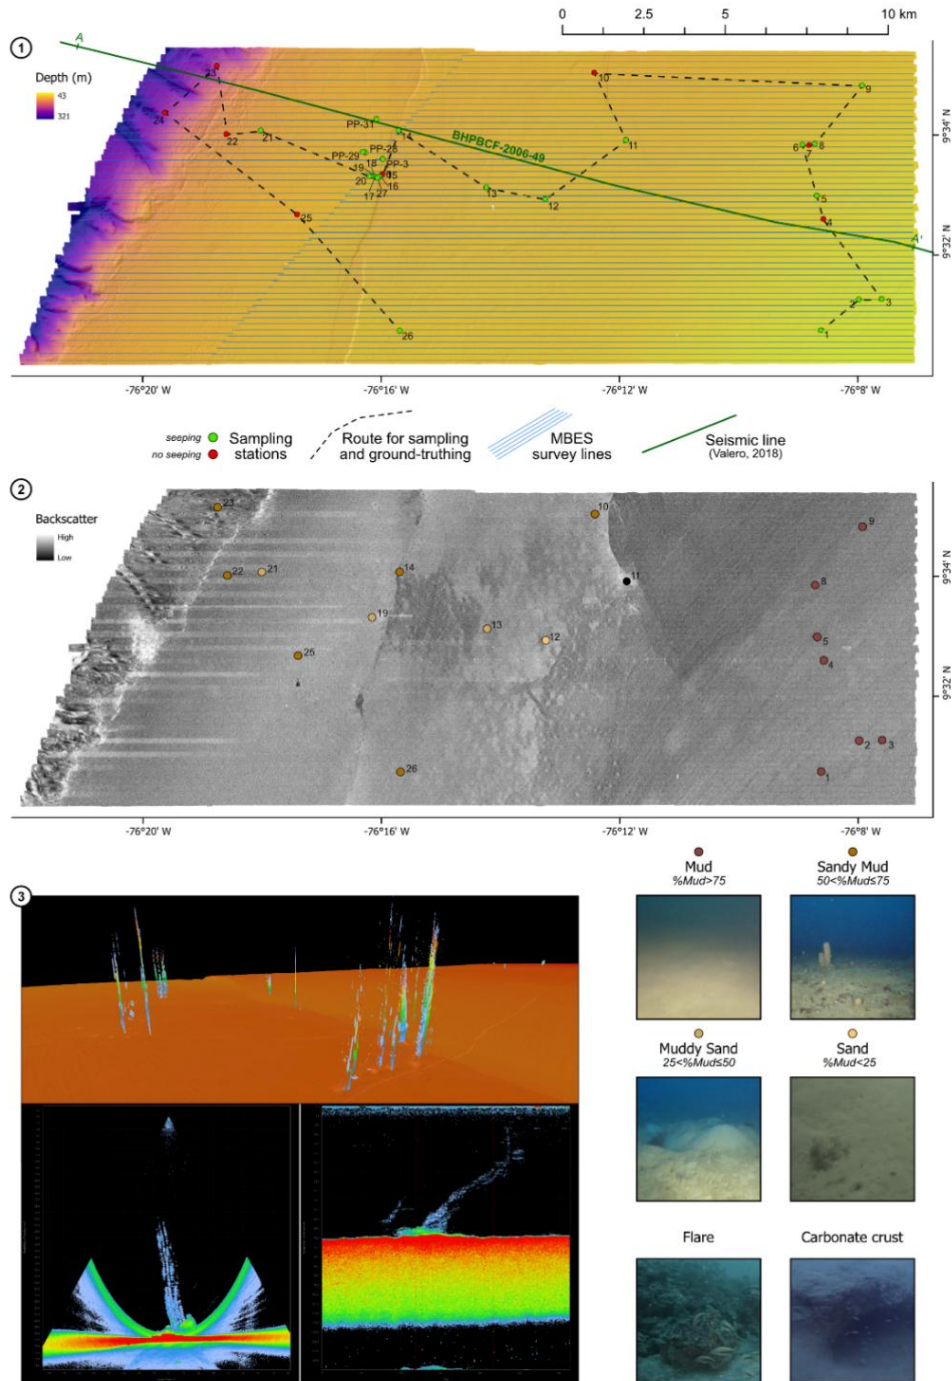 0 2.5 5 10 km
1
A
Depth (m)
43
321
23
24
22
21
PP-31
14
BHPBCF-2006-49
PP-29
PP-28
PP-3
18
19
20
16
17
27
13
12
11
10
9
6
8
7
5
4
A'
25
26
2
3
1
9°34' N
9°32' N
-76°20' W -76°16' W -76°12' W -76°8' W
seeping Sampling
no seeping stations
Route for sampling
and ground-truthing
MBES
survey lines
Seismic line
(Valero, 2018)
2
Backscatter
High
Low
23
22
21
14
19
25
26
13
12
10
11
9
8
5
4
2
3
1
9°34' N
9°32' N
-76°20' W -76°16' W -76°12' W -76°8' W
3
Mud
%Mud>75
Sandy Mud
50<%Mud≤75
Muddy Sand
25<%Mud≤50
Sand
%Mud<25
Flare
Carbonate crust